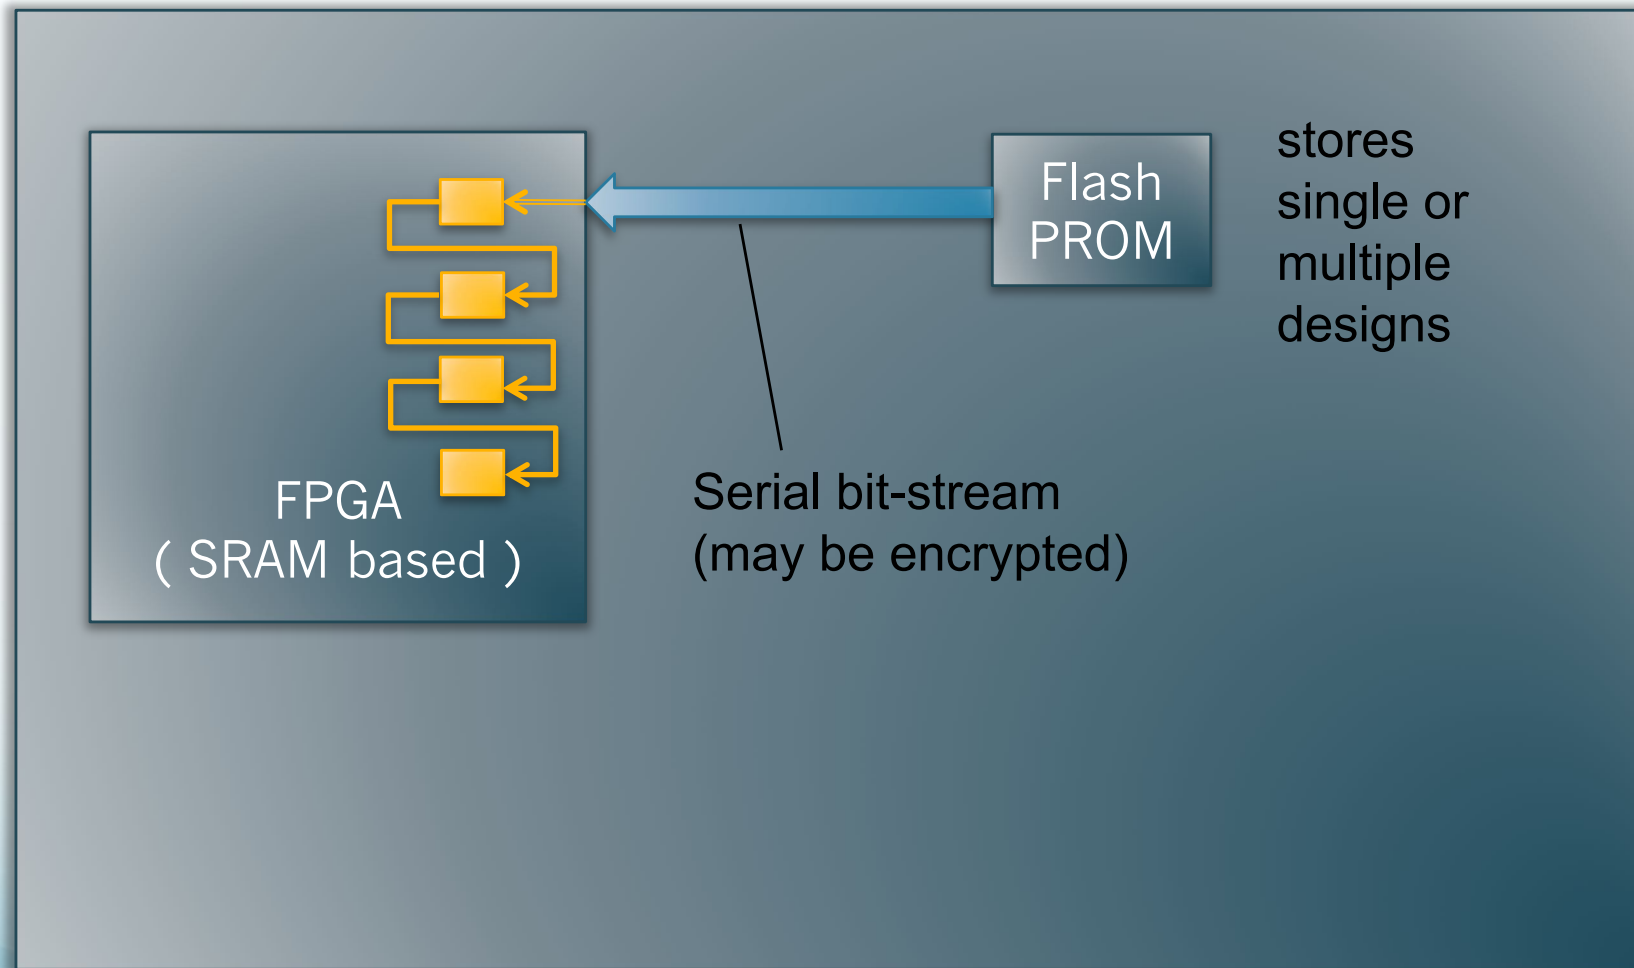 FPGA
( SRAM based )
Flash
PROM
stores
single or
multiple
designs
Serial bit-stream
(may be encrypted)